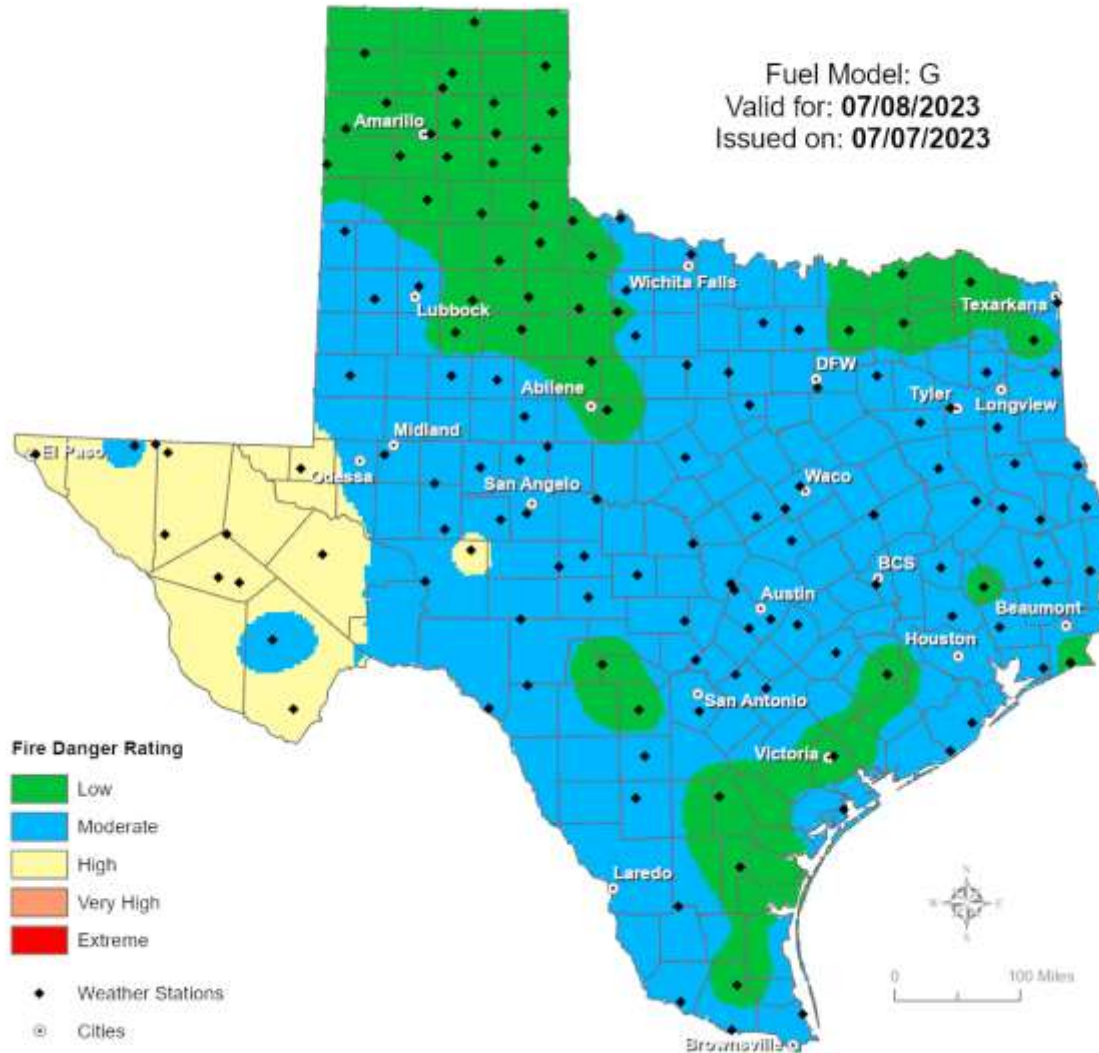 Fuel Model: G
Valid for: 07/08/2023
Issued on: 07/07/2023
Amarillo
Wichita Falls
Lubbock
Texarkana
DFW
Abilene
Tyler
Longview
Midland
El Paso
Odessa
San Angelo
Waco
BCS
Austin
Beaumont
Houston
San Antonio
Victoria
Laredo
Brownsville
Fire Danger Rating
Low
Moderate
High
Very High
Extreme
Weather Stations
Cities
N
W
E
S
0
100 Miles